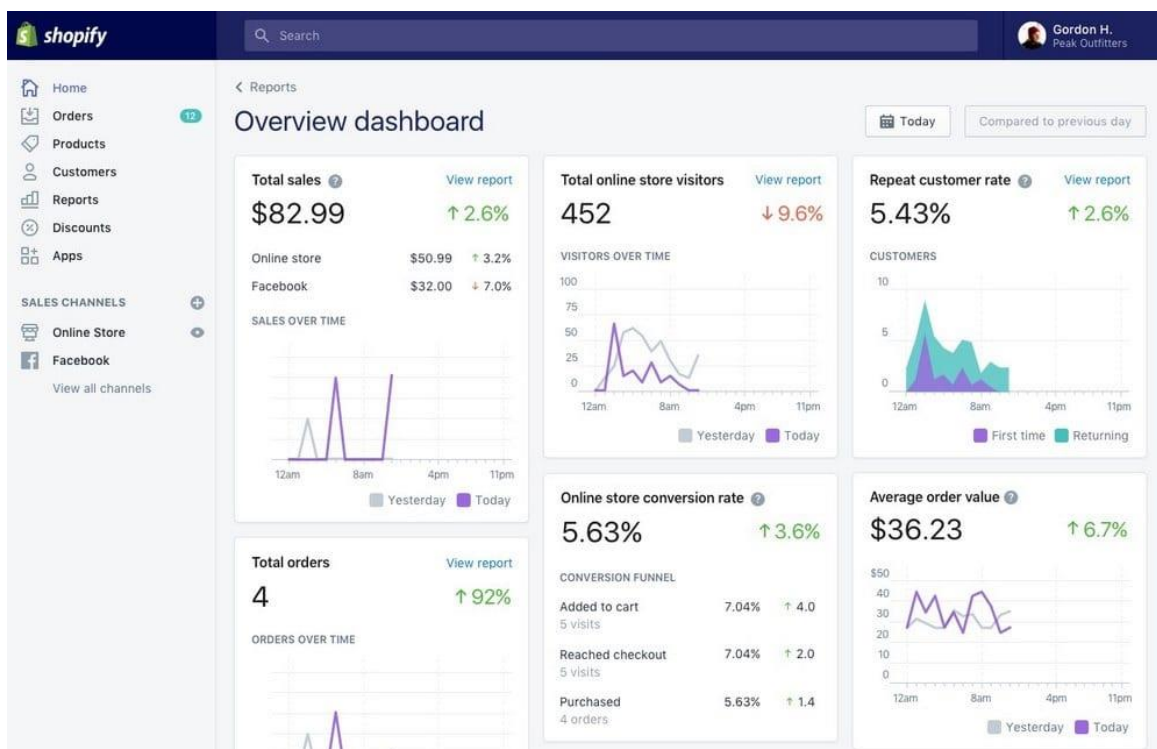 shopify
Search
Gordon H.
Peak Outfitters
Home
Orders 12
Products
Customers
Reports
Discounts
Apps
SALES CHANNELS
Online Store
Facebook
View all channels
Reports
Overview dashboard
Today Compared to previous day
Total sales ? View report
$82.99 ↑ 2.6%
Online store $50.99 ↑ 3.2%
Facebook $32.00 ↓ 7.0%
SALES OVER TIME
12am 8am 4pm 11pm
Yesterday Today
Total orders View report
4 ↑ 92%
ORDERS OVER TIME
Total online store visitors View report
452 ↓ 9.6%
VISITORS OVER TIME
100
75
50
25
0
12am 8am 4pm 11pm
Yesterday Today
Online store conversion rate ?
5.63% ↑ 3.6%
CONVERSION FUNNEL
Added to cart 7.04% ↑ 4.0
5 visits
Reached checkout 7.04% ↑ 2.0
5 visits
Purchased 5.63% ↑ 1.4
4 orders
Repeat customer rate ? View report
5.43% ↑ 2.6%
CUSTOMERS
10
5
0
12am 8am 4pm 11pm
First time Returning
Average order value ?
$36.23 ↑ 6.7%
$50
40
30
20
10
0
12am 8am 4pm 11pm
Yesterday Today